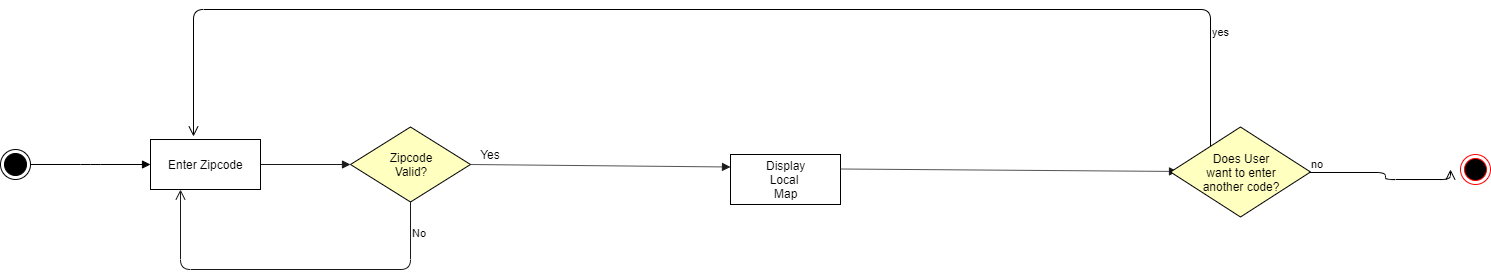 yes
Enter Zipcode
Zipcode
Valid?
Yes
No
Display
Local
Map
Does User
want to enter
another code?
no